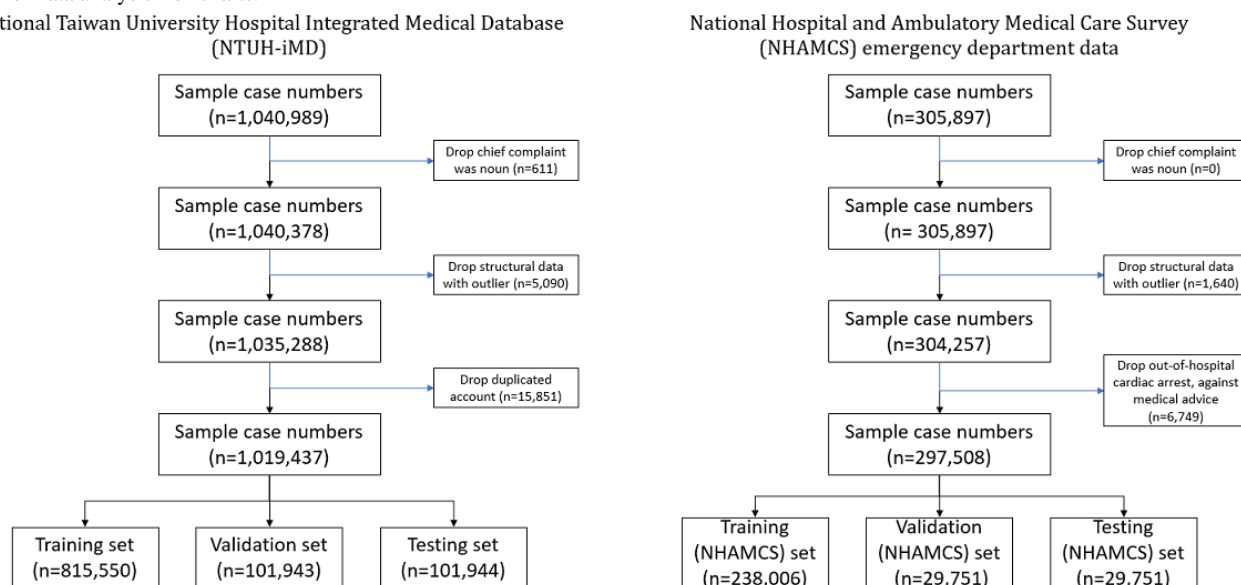 tional Taiwan University Hospital Integrated Medical Database
(NTUH-iMD)
Sample case numbers
(n=1,040,989)
Drop chief complaint
was noun (n=611)
Sample case numbers
(n=1,040,378)
Drop structural data
with outlier (n=5,090)
Sample case numbers
(n=1,035,288)
Drop duplicated
account (n=15,851)
Sample case numbers
(n=1,019,437)
Training set
(n=815,550)
Validation set
(n=101,943)
Testing set
(n=101,944)
National Hospital and Ambulatory Medical Care Survey
(NHAMCS) emergency department data
Sample case numbers
(n=305,897)
Drop chief complaint
was noun (n=0)
Sample case numbers
(n= 305,897)
Drop structural data
with outlier (n=1,640)
Sample case numbers
(n=304,257)
Drop out-of-hospital
cardiac arrest, against
medical advice
(n=6,749)
Sample case numbers
(n=297,508)
Training
(NHAMCS) set
(n=238,006)
Validation
(NHAMCS) set
(n=29,751)
Testing
(NHAMCS) set
(n=29,751)